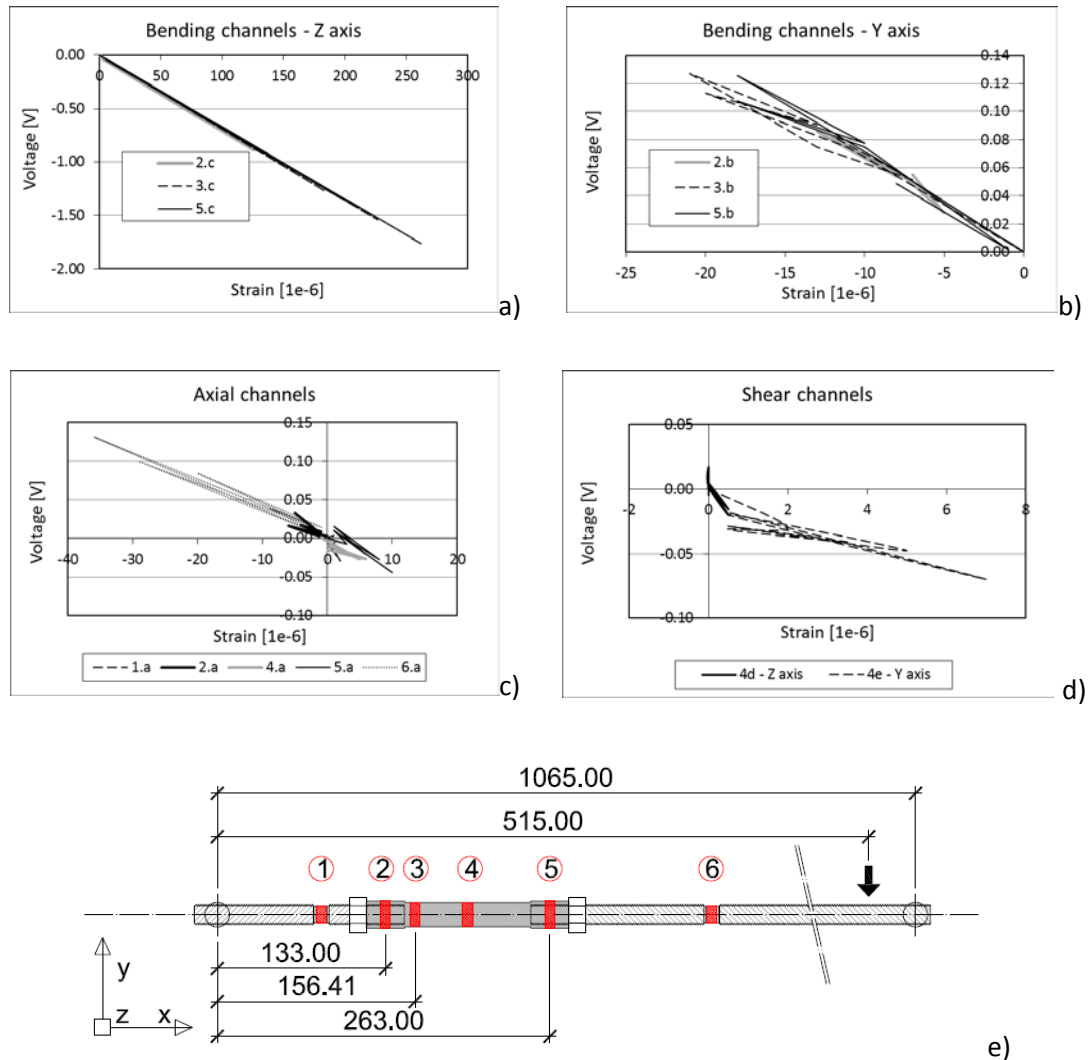 Bending channels - Z axis
0.00
0 50 100 150 200 250 300
-0.50
-1.00
-1.50
-2.00
Voltage [V]
2.c
3.c
5.c
Strain [1e-6]
a)
Bending channels - Y axis
0.14
0.12
0.10
0.08
0.06
0.04
0.02
0.00
-25 -20 -15 -10 -5 0
Voltage [V]
2.b
3.b
5.b
Strain [1e-6]
b)
Axial channels
0.15
0.10
0.05
0.00
-40 -30 -20 -10 0 10 20
-0.05
-0.10
Voltage [V]
Strain [1e-6]
1.a 2.a 4.a 5.a 6.a
c)
Shear channels
0.05
0.00
-2 0 2 4 6 8
-0.05
-0.10
Voltage [V]
Strain [1e-6]
4d - Z axis 4e - Y axis
d)
1065.00
515.00
1 2 3 4 5 6
133.00
156.41
263.00
y
z x
e)